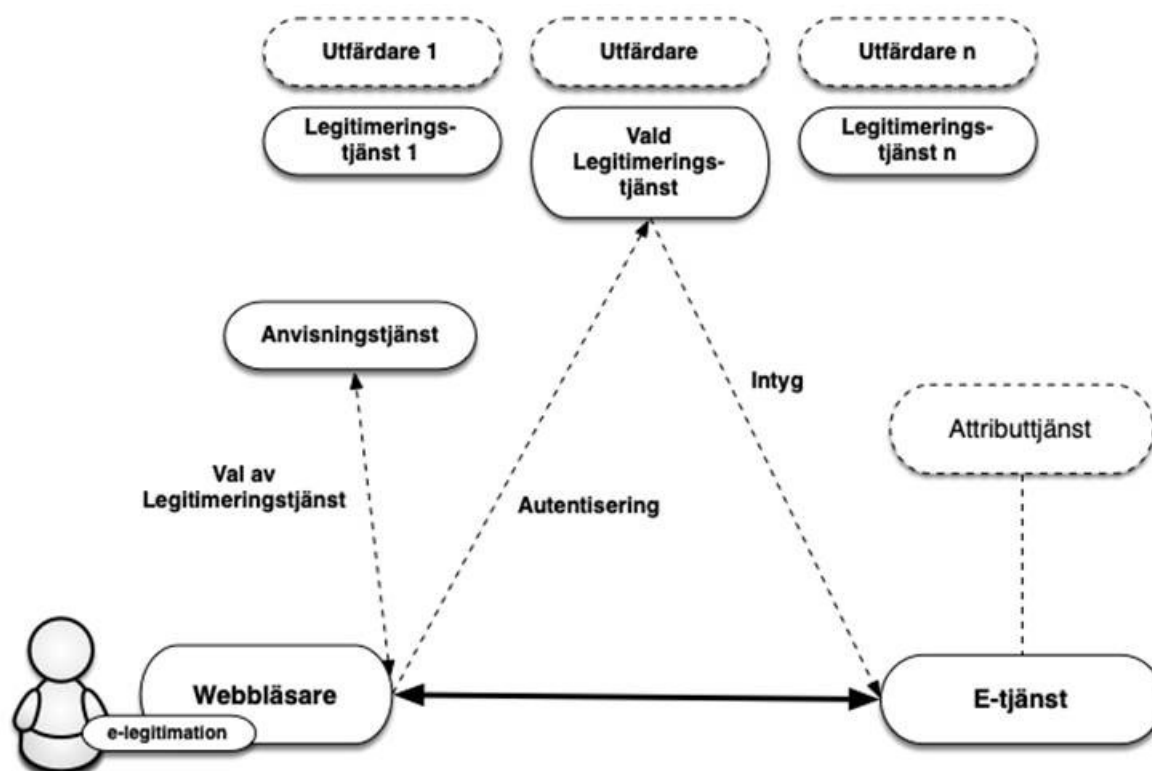 Utfärdare 1
Utfärdare
Utfärdare n
Legitimerings-
tjänst 1
Vald
Legitimerings-
tjänst
Legitimerings-
tjänst n
Anvisningstjänst
Intyg
Attributtjänst
Val av
Legitimeringstjänst
Autentisering
Webbläsare
e-legitimation
E-tjänst